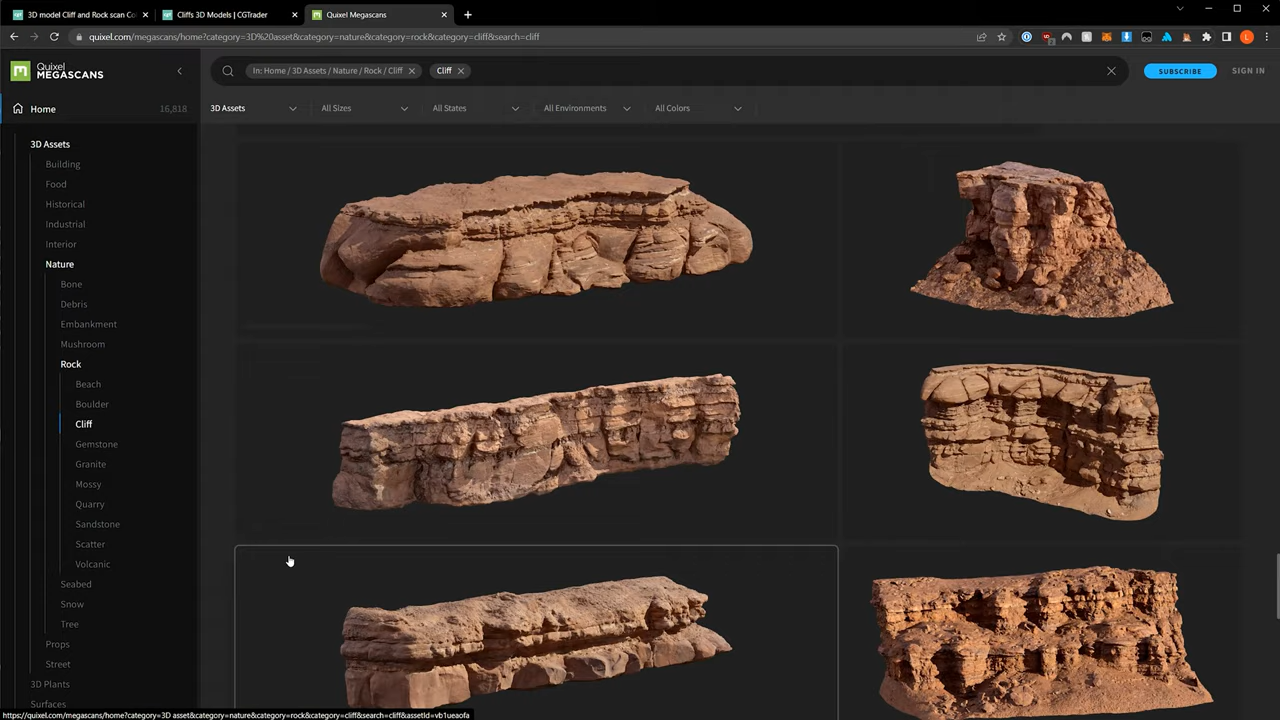 3D model Cliff and Rock scan Co
Cliffs 3D Models | CGTrader
Quixel Megascans
quixel.com/megascans/home?category=3D%20asset&category=nature&category=rock&category=cliff&search=cliff
Quixel
MEGASCANS
In: Home / 3D Assets / Nature / Rock / Cliff
Cliff
SUBSCRIBE
SIGN IN
Home
16,818
3D Assets
All Sizes
All States
All Environments
All Colors
3D Assets
Building
Food
Historical
Industrial
Interior
Nature
Bone
Debris
Embankment
Mushroom
Rock
Beach
Boulder
Cliff
Gemstone
Granite
Mossy
Quarry
Sandstone
Scatter
Volcanic
Seabed
Snow
Tree
Props
Street
3D Plants
Surfaces
https://quixel.com/megascans/home?category=3D asset&category=nature&category=rock&category=cliff&search=cliff&assetId=vb1ueaofa